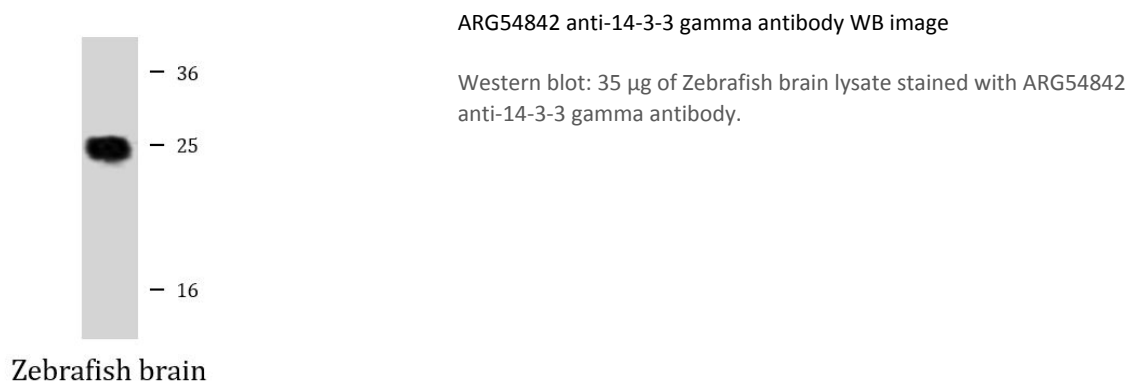 ARG54842 anti-14-3-3 gamma antibody WB image
Western blot: 35 µg of Zebrafish brain lysate stained with ARG54842
anti-14-3-3 gamma antibody.
36
25
16
Zebrafish brain